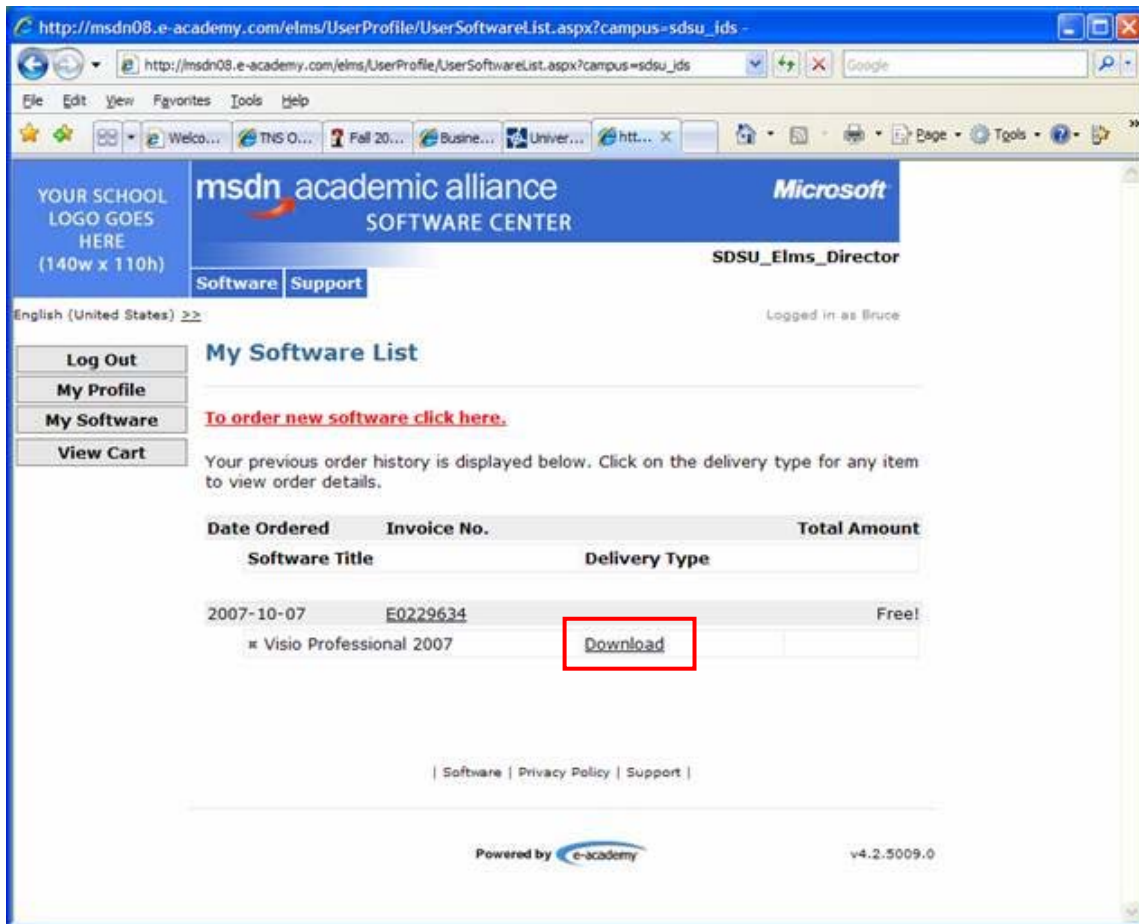 http://msdn08.e-academy.com/elms/UserProfile/UserSoftwareList.aspx?campus=sdsu_ids -
http://msdn08.e-academy.com/elms/UserProfile/UserSoftwareList.aspx?campus=sdsu_ids Google
File Edit View Favorites Tools Help
Welco... TNS O... Fall 20... Busine... Univer... htt... Page Tools
YOUR SCHOOL
LOGO GOES
HERE
(140w x 110h)
msdn academic alliance
SOFTWARE CENTER
Microsoft
SDSU_Elms_Director
Software Support
English (United States) >>
Logged in as Bruce
Log Out
My Profile
My Software
View Cart
My Software List
To order new software click here.
Your previous order history is displayed below. Click on the delivery type for any item
to view order details.
Date Ordered Invoice No. Total Amount
Software Title Delivery Type
2007-10-07 E0229634 Free!
¤ Visio Professional 2007 Download
| Software | Privacy Policy | Support |
Powered by e-academy v4.2.5009.0